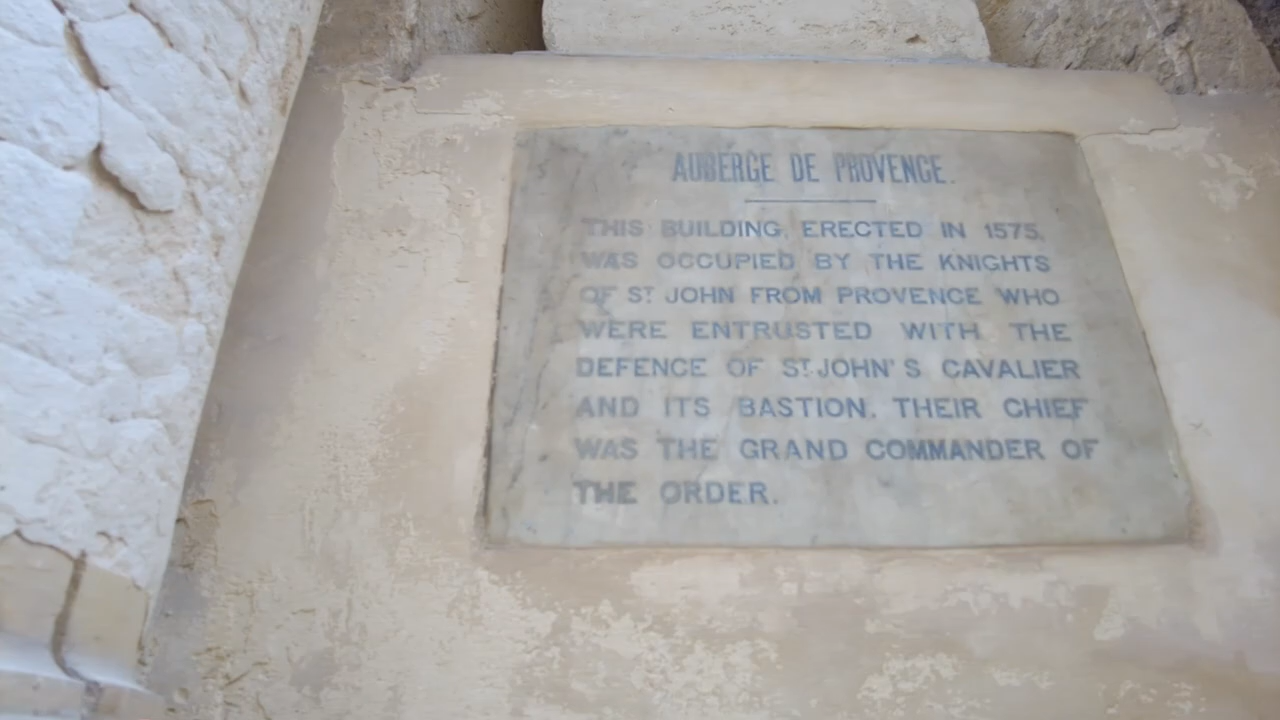 AUBERGE DE PROVENGE.
THIS BUILDING, ERECTED IN 1575,
WAS OCCUPIED BY THE KNIGHTS
OF ST JOHN FROM PROVENCE WHO
WERE ENTRUSTED WITH THE
DEFENCE OF ST. JOHN'S CAVALIER
AND ITS BASTION. THEIR CHIEF
WAS THE GRAND COMMANDER OF
THE ORDER.